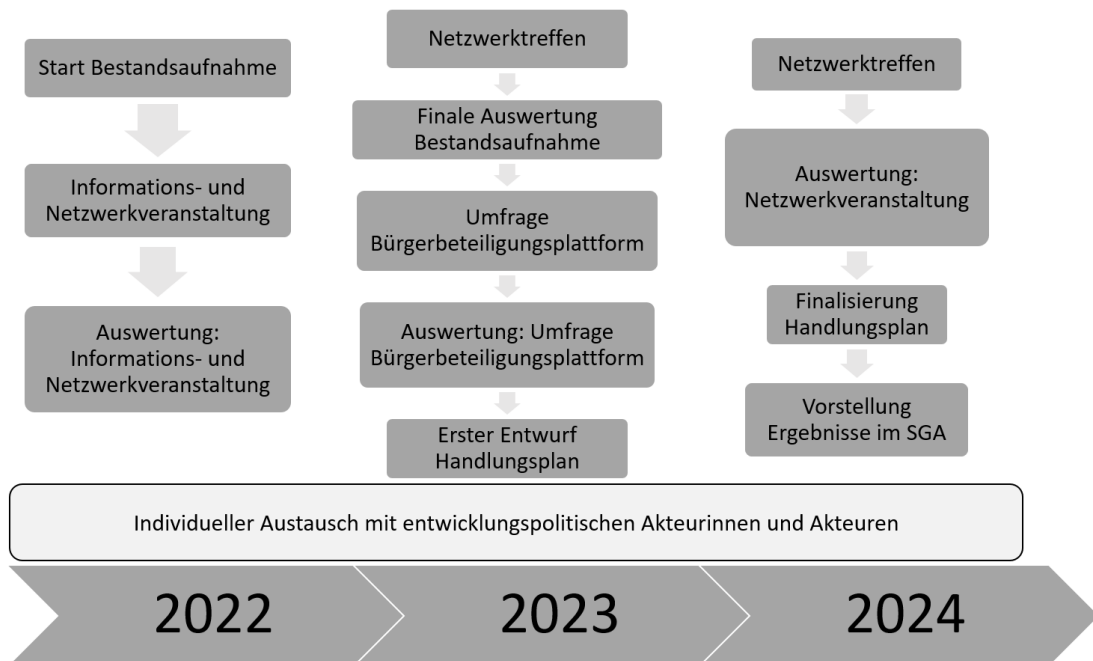 Start Bestandsaufnahme
Informations- und
Netzwerkveranstaltung
Auswertung:
Informations- und
Netzwerkveranstaltung
Netzwerktreffen
Finale Auswertung
Bestandsaufnahme
Umfrage
Bürgerbeteiligungsplattform
Auswertung: Umfrage
Bürgerbeteiligungsplattform
Erster Entwurf
Handlungsplan
Netzwerktreffen
Auswertung:
Netzwerkveranstaltung
Finalisierung
Handlungsplan
Vorstellung
Ergebnisse im SGA
Individueller Austausch mit entwicklungspolitischen Akteurinnen und Akteuren
2022
2023
2024